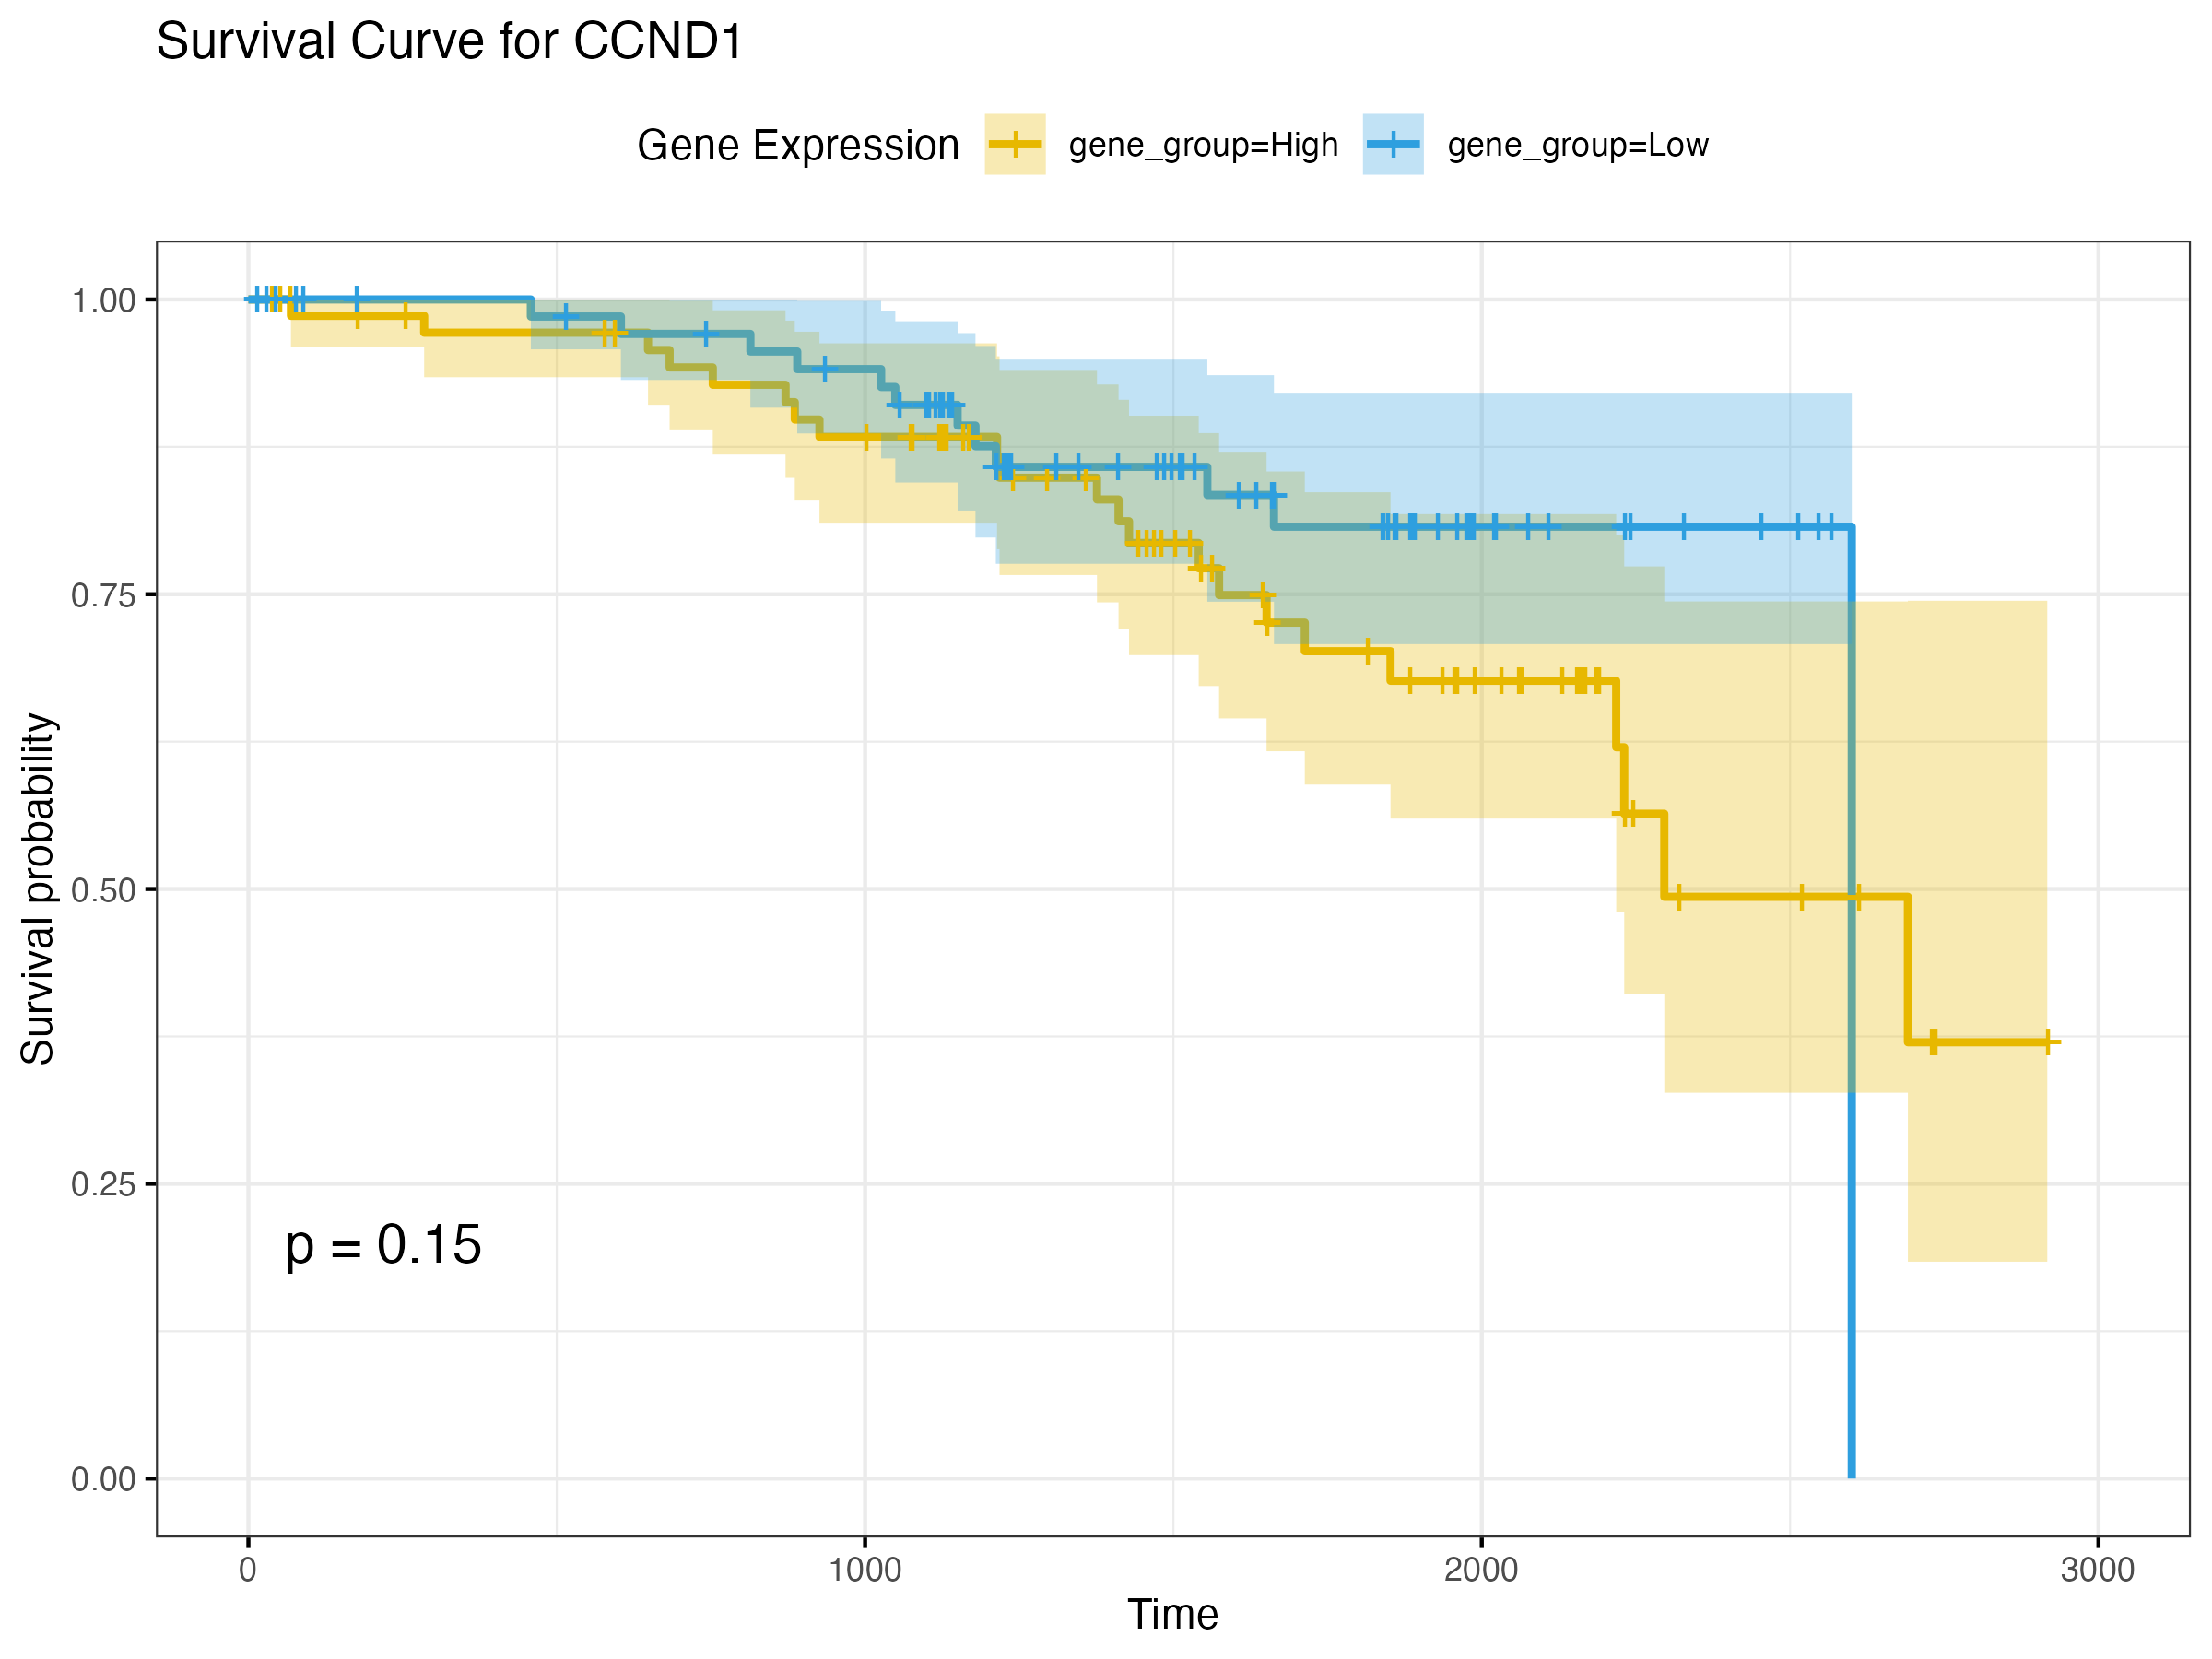 Survival Curve for CCND1
Gene Expression gene_group=High gene_group=Low
Survival probability
1.00
0.75
0.50
0.25
0.00
p = 0.15
0 1000 2000 3000
Time